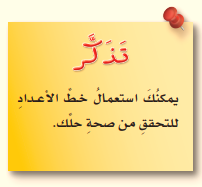 تَذَكَّر
يمكنُكَ استعمالُ خطِّ الأعدادِ
للتحققِ من صحةِ حلِّك.